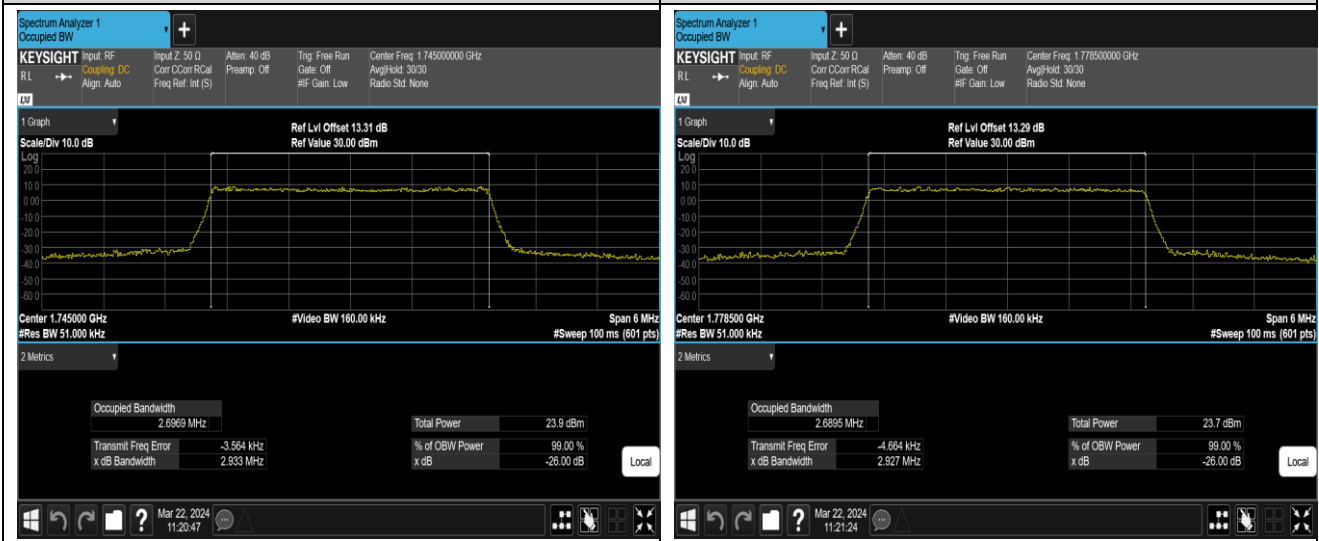 Spectrum Analyzer 1
Occupied BW
KEYSIGHT
RL
LXI
Input: RF
Coupling: DC
Align: Auto
Input Z: 50 Ω
Corr CCorr RCal
Freq Ref: Int (S)
Atten: 40 dB
Preamp: Off
Trig: Free Run
Gate: Off
#IF Gain: Low
Center Freq: 1.745000000 GHz
Avg|Hold: 30/30
Radio Std: None
1 Graph
Scale/Div 10.0 dB
Ref Lvl Offset 13.31 dB
Ref Value 30.00 dBm
Log
20.0
10.0
0.00
-10.0
-20.0
-30.0
-40.0
-50.0
-60.0
Center 1.745000 GHz
#Res BW 51.000 kHz
#Video BW 160.00 kHz
Span 6 MHz
#Sweep 100 ms (601 pts)
2 Metrics
Occupied Bandwidth
2.6969 MHz
Transmit Freq Error -3.564 kHz
x dB Bandwidth 2.933 MHz
Total Power 23.9 dBm
% of OBW Power 99.00 %
x dB -26.00 dB
Local
?
Mar 22, 2024
11:20:47
Spectrum Analyzer 1
Occupied BW
KEYSIGHT
RL
LXI
Input: RF
Coupling: DC
Align: Auto
Input Z: 50 Ω
Corr CCorr RCal
Freq Ref: Int (S)
Atten: 40 dB
Preamp: Off
Trig: Free Run
Gate: Off
#IF Gain: Low
Center Freq: 1.778500000 GHz
Avg|Hold: 30/30
Radio Std: None
1 Graph
Scale/Div 10.0 dB
Ref Lvl Offset 13.29 dB
Ref Value 30.00 dBm
Log
20.0
10.0
0.00
-10.0
-20.0
-30.0
-40.0
-50.0
-60.0
Center 1.778500 GHz
#Res BW 51.000 kHz
#Video BW 160.00 kHz
Span 6 MHz
#Sweep 100 ms (601 pts)
2 Metrics
Occupied Bandwidth
2.6895 MHz
Transmit Freq Error -4.664 kHz
x dB Bandwidth 2.927 MHz
Total Power 23.7 dBm
% of OBW Power 99.00 %
x dB -26.00 dB
Local
?
Mar 22, 2024
11:21:24